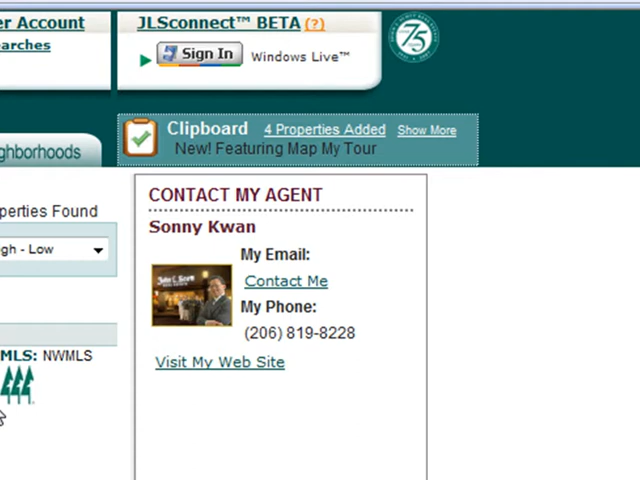 er Account
earches
JLSconnect™ BETA (?)
Sign In
Windows Live™
75
ghborhoods
Clipboard 4 Properties Added Show More
New! Featuring Map My Tour
perties Found
gh - Low
MLS: NWMLS
CONTACT MY AGENT
Sonny Kwan
My Email:
Contact Me
My Phone:
(206) 819-8228
Visit My Web Site